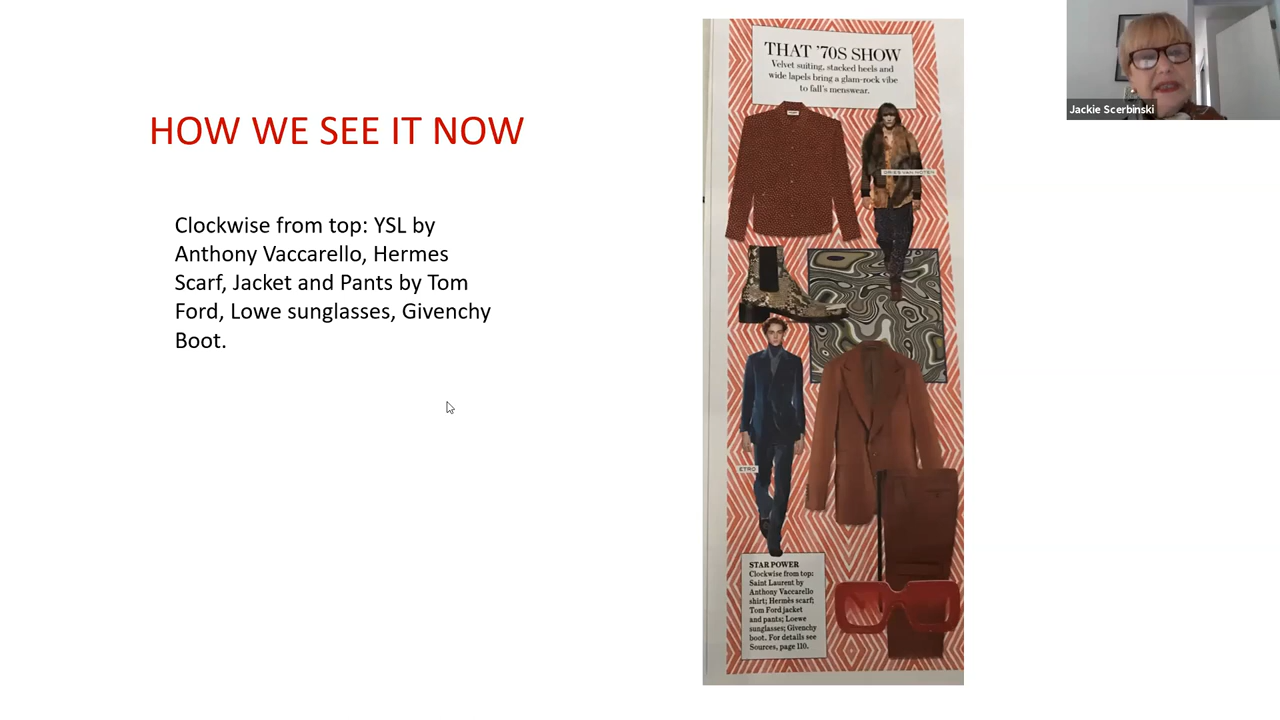 HOW WE SEE IT NOW
Clockwise from top: YSL by
Anthony Vaccarello, Hermes
Scarf, Jacket and Pants by Tom
Ford, Lowe sunglasses, Givenchy
Boot.
THAT '70S SHOW
Velvet suiting, stacked heels and
wide lapels bring a glam-rock vibe
to fall's menswear.
DRIES VAN NOTEN
ETRO
STAR POWER
Clockwise from top:
Saint Laurent by
Anthony Vaccarello
shirt; Hermès scarf;
Tom Ford jacket
and pants; Loewe
sunglasses; Givenchy
boot. For details see
Sources, page 110.
Jackie Scerbinski